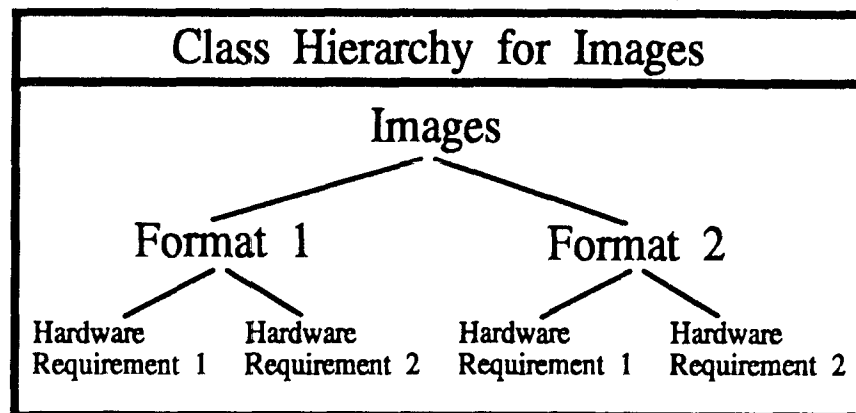 Class Hierarchy for Images
Images
Format 1
Format 2
Hardware
Requirement 1
Hardware
Requirement 2
Hardware
Requirement 1
Hardware
Requirement 2